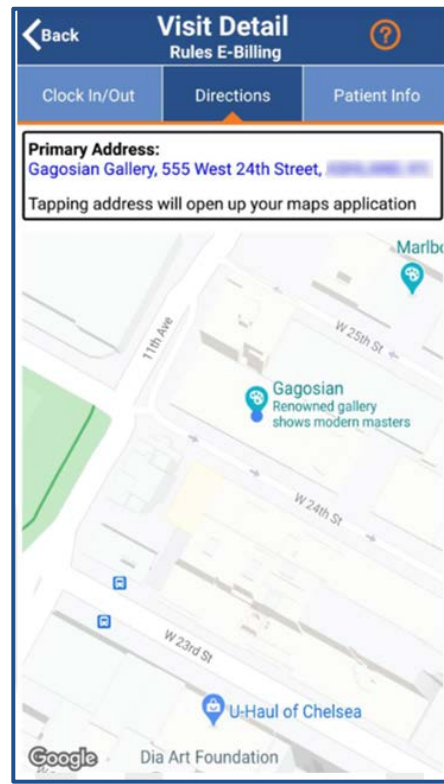 Back
Visit Detail
Rules E-Billing
?
Clock In/Out
Directions
Patient Info
Primary Address:
Gagosian Gallery, 555 West 24th Street,
Tapping address will open up your maps application
Marlbo
W 25th St
11th Ave
Gagosian
Renowned gallery
shows modern masters
W 24th St
W 23rd St
U-Haul of Chelsea
Google
Dia Art Foundation